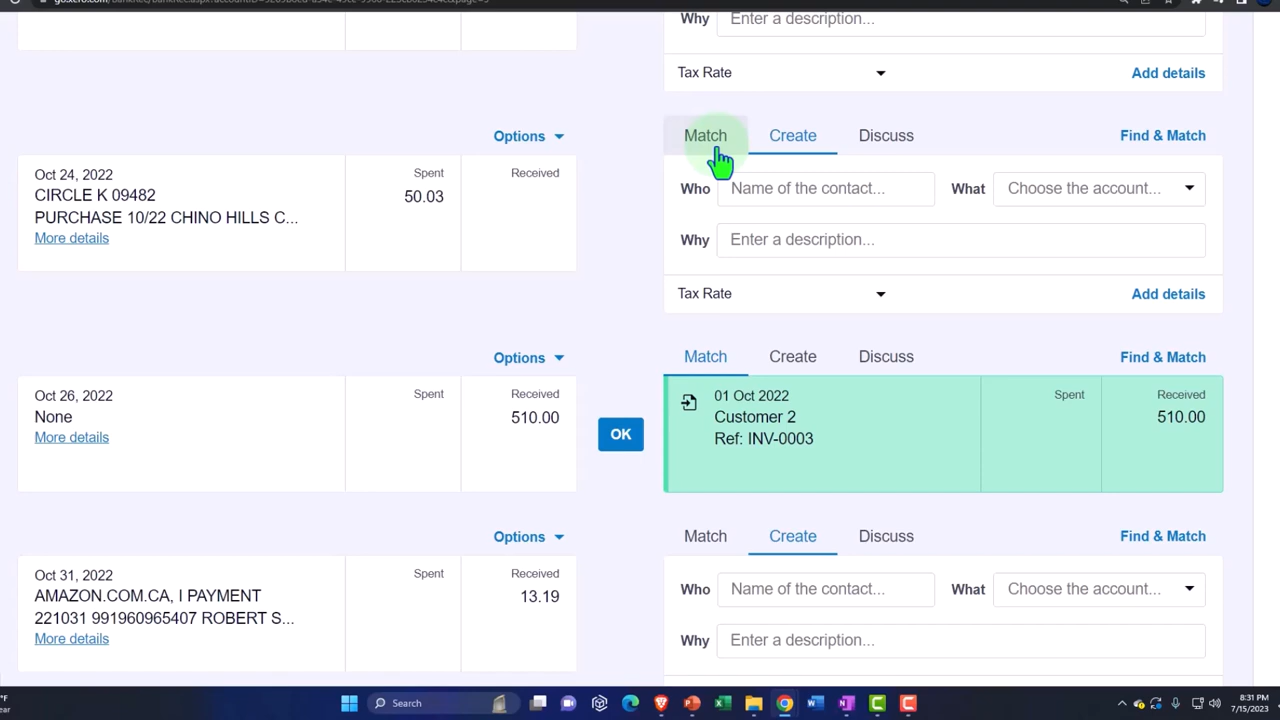 Why Enter a description...
Tax Rate Add details
Options Match Create Discuss Find & Match
Oct 24, 2022 Spent Received
CIRCLE K 09482 50.03
PURCHASE 10/22 CHINO HILLS C...
More details
Who Name of the contact... What Choose the account...
Why Enter a description...
Tax Rate Add details
Options Match Create Discuss Find & Match
Oct 26, 2022 Spent Received
None 510.00
More details
OK
01 Oct 2022 Spent Received
Customer 2 510.00
Ref: INV-0003
Options Match Create Discuss Find & Match
Oct 31, 2022 Spent Received
AMAZON.COM.CA, I PAYMENT 13.19
221031 991960965407 ROBERT S...
More details
Who Name of the contact... What Choose the account...
Why Enter a description...
°F
Search
8:31 PM
7/15/2023